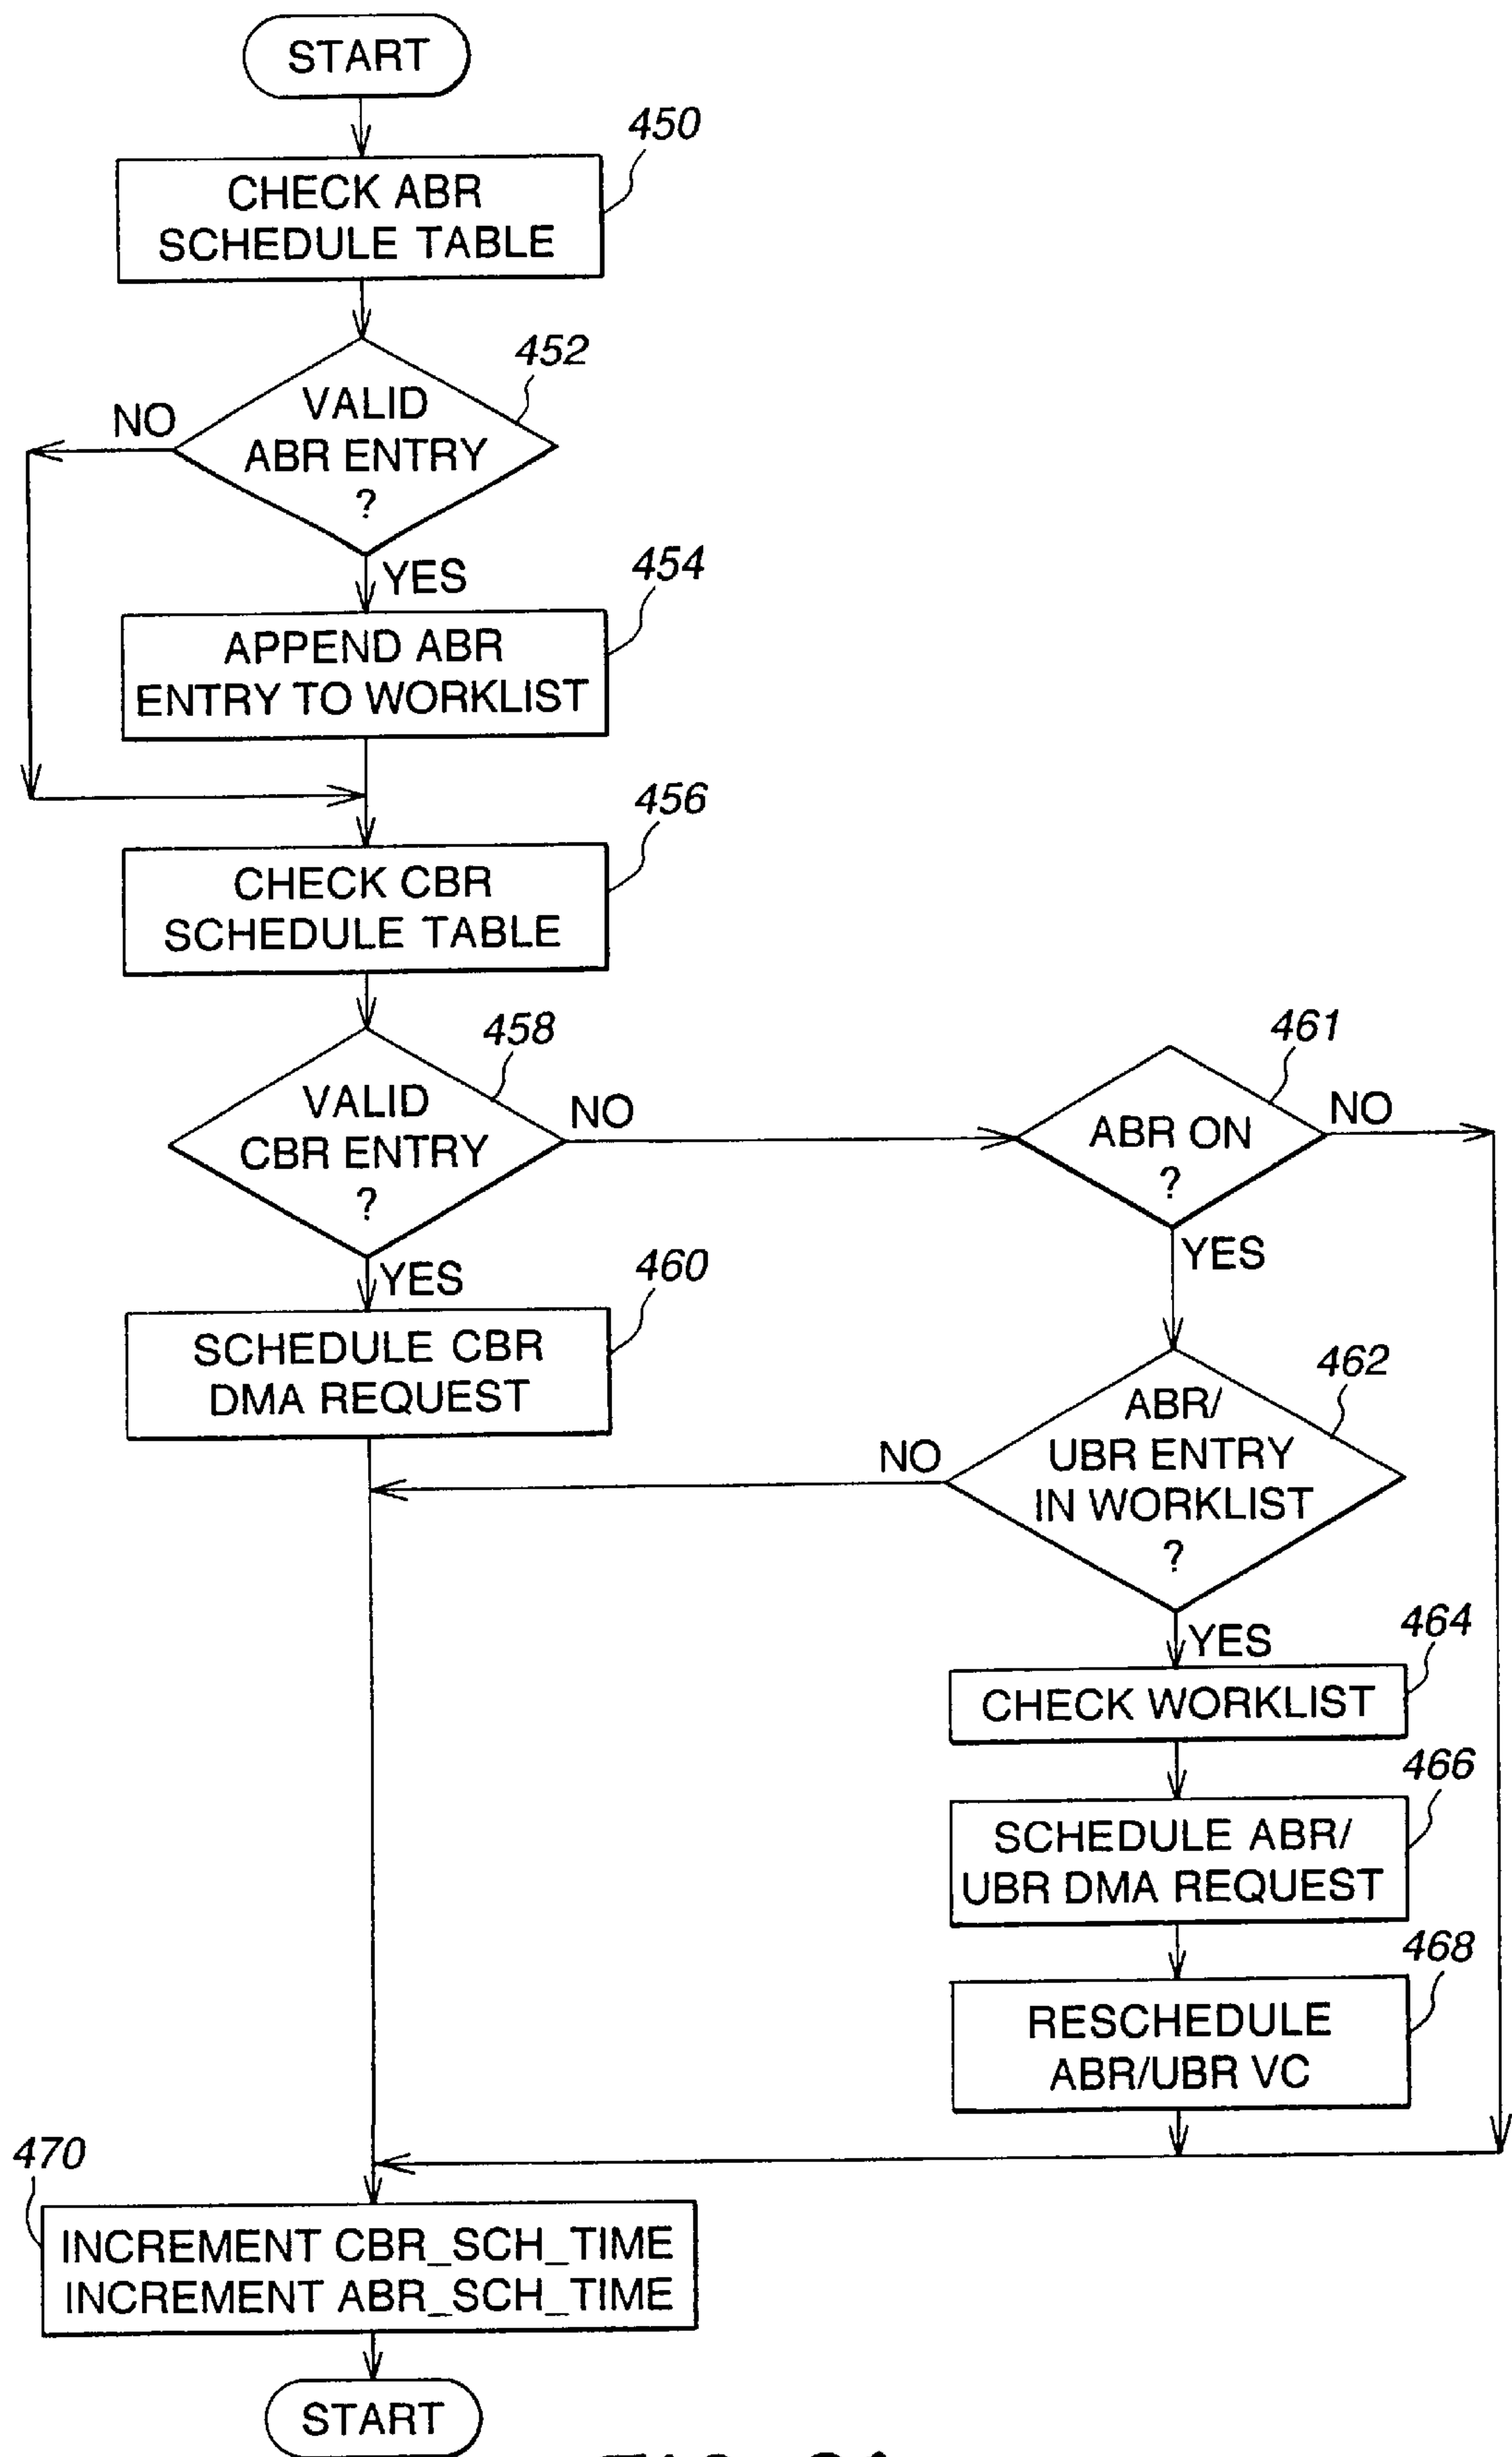 START
450
CHECK ABR
SCHEDULE TABLE
452
NO
VALID
ABR ENTRY
?
YES
454
APPEND ABR
ENTRY TO WORKLIST
456
CHECK CBR
SCHEDULE TABLE
458
VALID
CBR ENTRY
?
NO
461
ABR ON
?
NO
YES
YES
460
SCHEDULE CBR
DMA REQUEST
462
ABR/
UBR ENTRY
IN WORKLIST
?
NO
YES
464
CHECK WORKLIST
466
SCHEDULE ABR/
UBR DMA REQUEST
468
RESCHEDULE
ABR/UBR VC
470
INCREMENT CBR_SCH_TIME
INCREMENT ABR_SCH_TIME
START